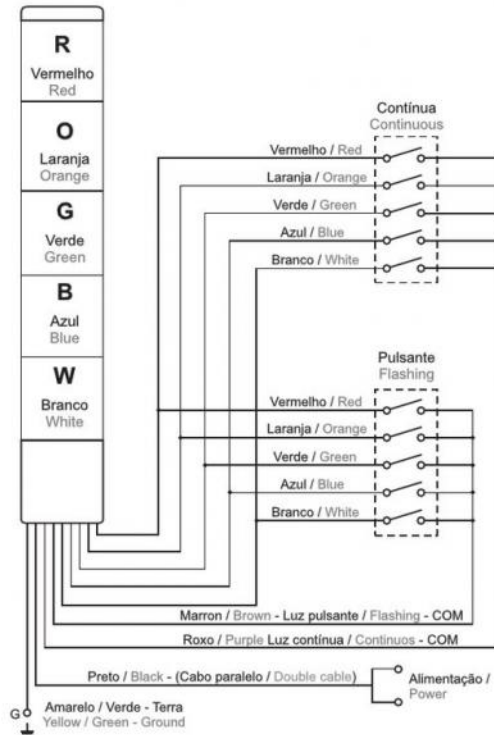 R
Vermelho
Red
O
Laranja
Orange
G
Verde
Green
B
Azul
Blue
W
Branco
White
Contínua
Continuous
Vermelho / Red
Laranja / Orange
Verde / Green
Azul / Blue
Branco / White
Pulsante
Flashing
Vermelho / Red
Laranja / Orange
Verde / Green
Azul / Blue
Branco / White
Marron / Brown - Luz pulsante / Flashing - COM
Roxo / Purple Luz contínua / Continuos - COM
Preto / Black - (Cabo paralelo / Double cable)
Alimentação /
Power
G
Amarelo / Verde - Terra
Yellow / Green - Ground